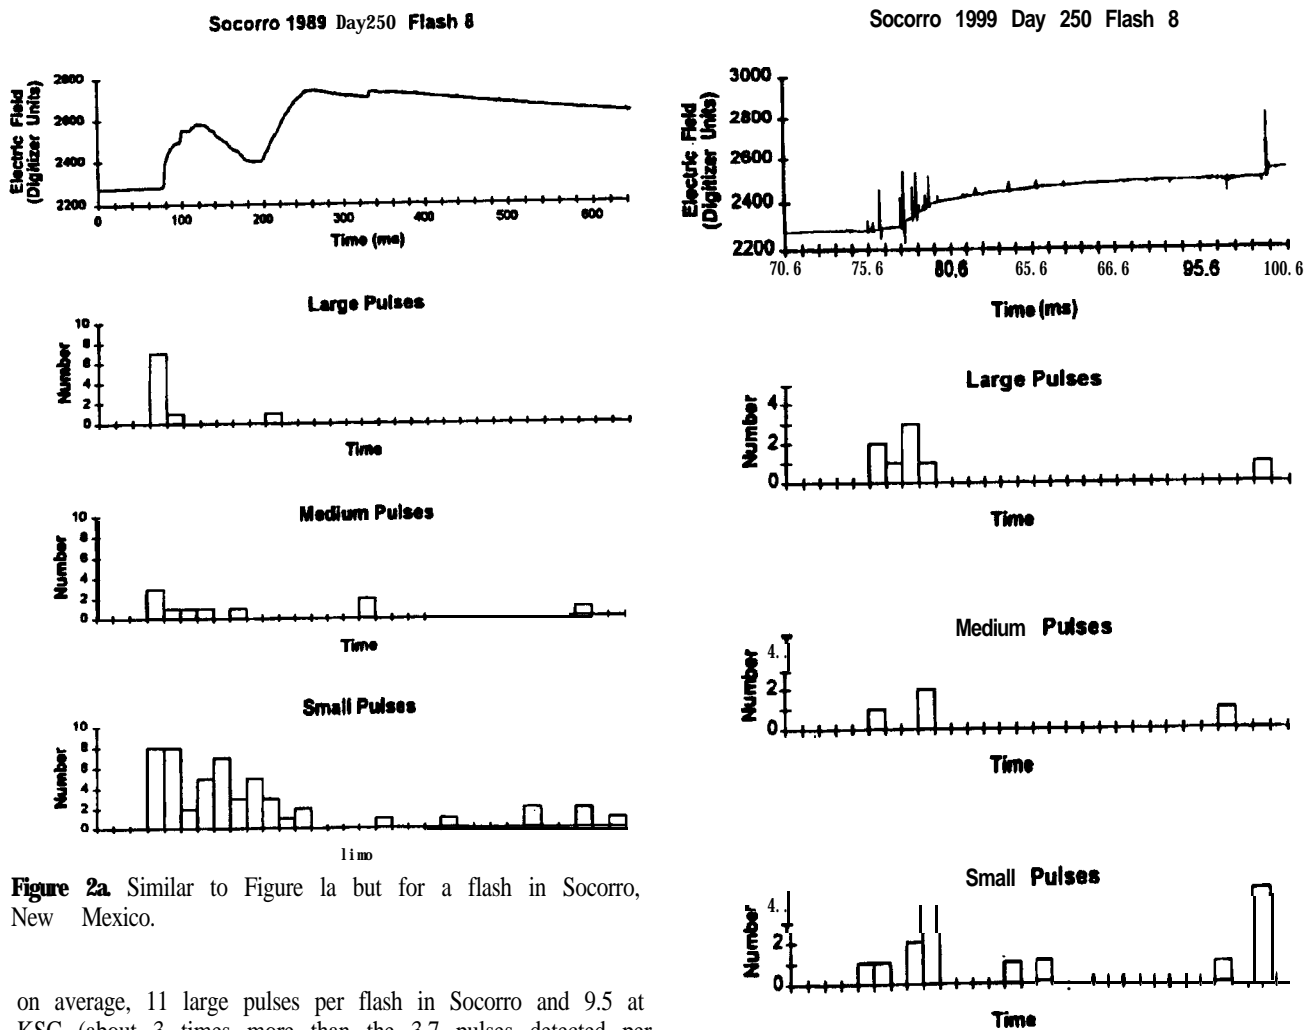 Socorro 1989 Day250 Flash 8
2800
2600
2400
2200
Electric Field
(Digitizer Units)
0 100 200 300 400 500 600
Time (ms)
Large Pulses
10
8
6
4
2
0
Number
Time
Medium Pulses
10
8
6
4
2
0
Number
Time
Small Pulses
10
8
6
4
2
0
Number
limo
Figure 2a. Similar to Figure la but for a flash in Socorro,
New Mexico.
on average, 11 large pulses per flash in Socorro and 9.5 at
KSC (about 3 times more than the 3.7 pulses detected per
Socorro 1999 Day 250 Flash 8
3000
2800
2600
2400
2200
Electric Field
(Digitizer Units)
70.6 75.6 80.6 65.6 66.6 95.6 100.6
Time (ms)
Large Pulses
4
2
0
Number
Time
Medium Pulses
4..
2
0
Number
Time
Small Pulses
4..
2
0
Number
Time